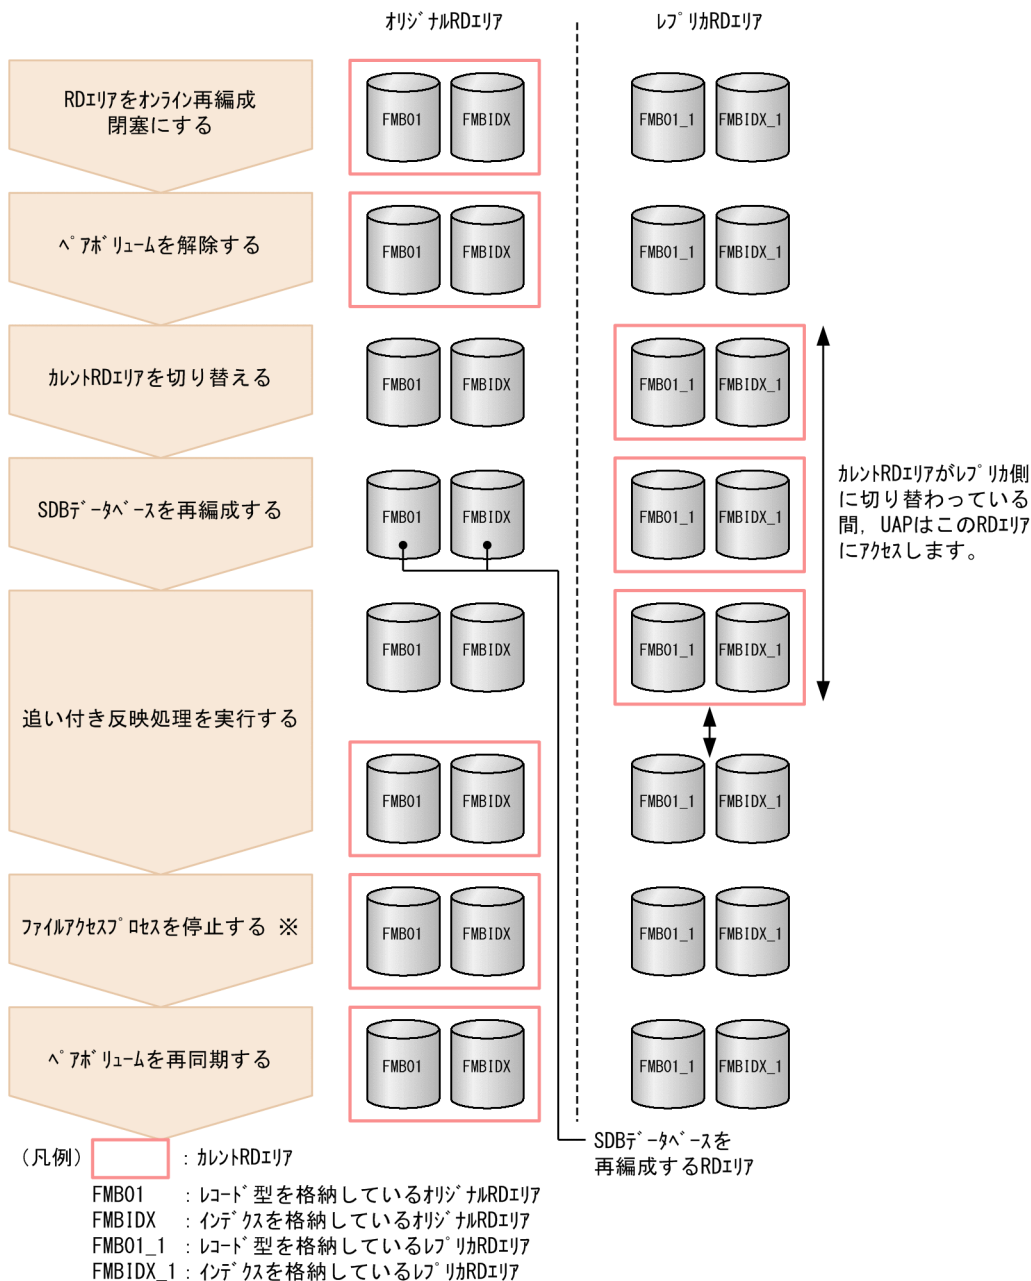 オリジナルRDエリア
レプリカRDエリア
RDエリアをオンライン再編成
閉塞にする
FMB01
FMBIDX
FMB01_1
FMBIDX_1
ペアボリュームを解除する
FMB01
FMBIDX
FMB01_1
FMBIDX_1
カレントRDエリアを切り替える
FMB01
FMBIDX
FMB01_1
FMBIDX_1
SDBデータベースを再編成する
FMB01
FMBIDX
FMB01_1
FMBIDX_1
カレントRDエリアがレプリカ側
に切り替わっている
間，UAPはこのRDエリア
にアクセスします。
追い付き反映処理を実行する
FMB01
FMBIDX
FMB01_1
FMBIDX_1
FMB01
FMBIDX
FMB01_1
FMBIDX_1
ファイルアクセスプロセスを停止する ※
FMB01
FMBIDX
FMB01_1
FMBIDX_1
ペアボリュームを再同期する
FMB01
FMBIDX
FMB01_1
FMBIDX_1
SDBデータベースを
再編成するRDエリア
（凡例） ：カレントRDエリア
FMB01 ：レコード型を格納しているオリジナルRDエリア
FMBIDX ：インデクスを格納しているオリジナルRDエリア
FMB01_1 ：レコード型を格納しているレプリカRDエリア
FMBIDX_1：インデクスを格納しているレプリカRDエリア